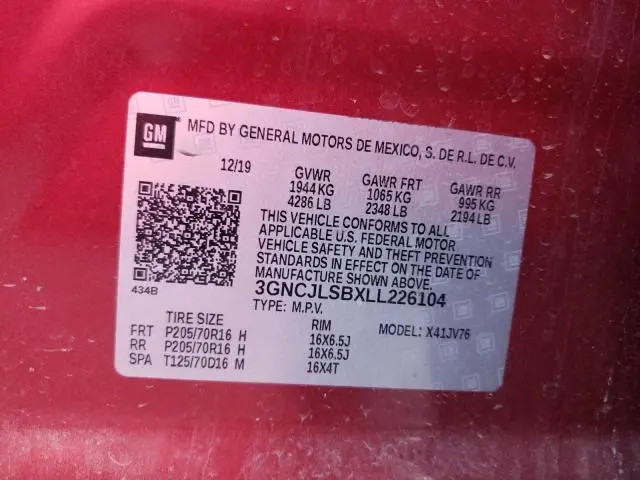 GM
MFD BY GENERAL MOTORS DE MEXICO, S. DE R.L. DE C.V.
12/19 GVWR GAWR FRT GAWR RR
1944 KG 1065 KG 995 KG
4286 LB 2348 LB 2194 LB
THIS VEHICLE CONFORMS TO ALL
APPLICABLE U.S. FEDERAL MOTOR
VEHICLE SAFETY AND THEFT PREVENTION
STANDARDS IN EFFECT ON THE DATE OF
MANUFACTURE SHOWN ABOVE.
434B 3GNCJLSBXLL226104
TYPE: M.P.V.
TIRE SIZE RIM MODEL: X41JV76
FRT P205/70R16 H 16X6.5J
RR P205/70R16 H 16X6.5J
SPA T125/70D16 M 16X4T